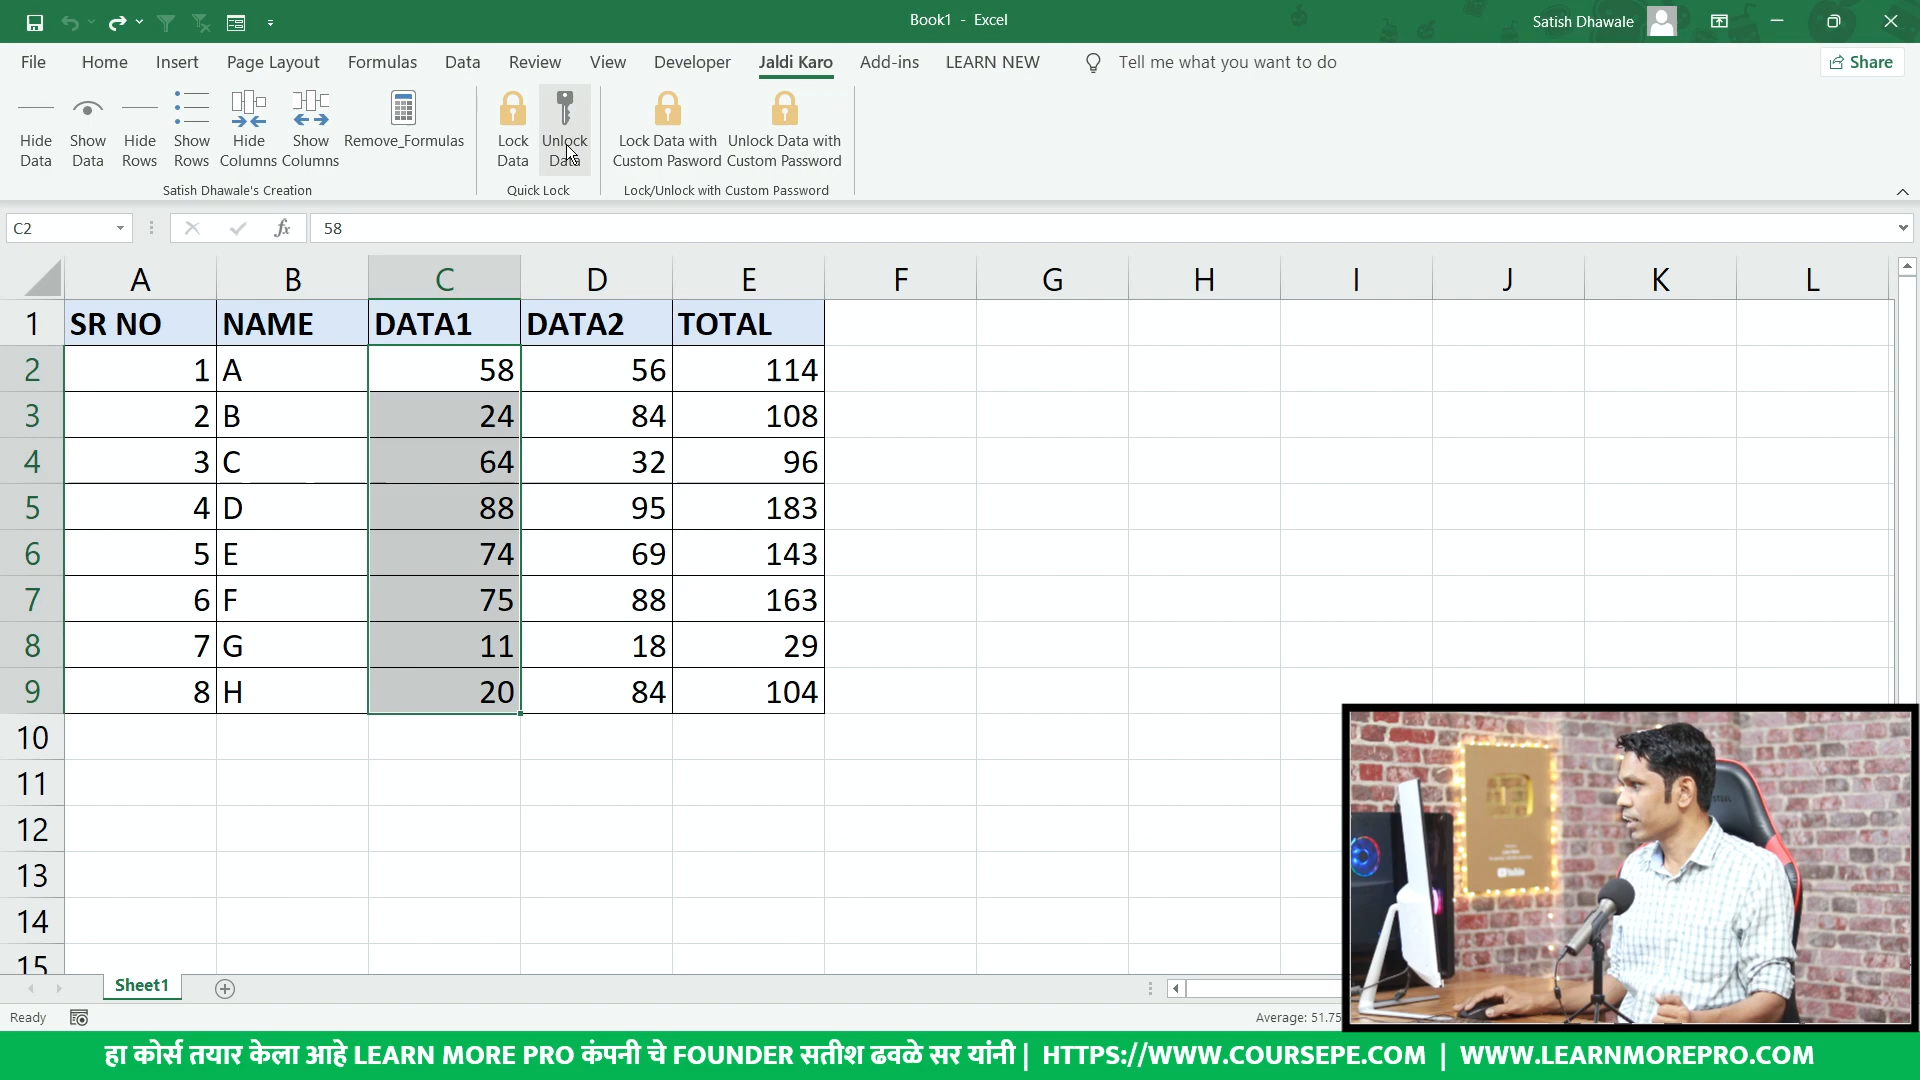 Book1 - Excel
Satish Dhawale
File Home Insert Page Layout Formulas Data Review View Developer Jaldi Karo Add-ins LEARN NEW Tell me what you want to do Share
Hide Data
Show Data
Hide Rows
Show Rows
Hide Columns
Show Columns
Remove_Formulas
Lock Data
Unlock Data
Lock Data with Custom Pasword
Unlock Data with Custom Password
Satish Dhawale's Creation
Quick Lock
Lock/Unlock with Custom Password
C2 fx 58
A B C D E F G H I J K L
1 SR NO NAME DATA1 DATA2 TOTAL
2 1 A 58 56 114
3 2 B 24 84 108
4 3 C 64 32 96
5 4 D 88 95 183
6 5 E 74 69 143
7 6 F 75 88 163
8 7 G 11 18 29
9 8 H 20 84 104
10
11
12
13
14
15
Sheet1
Ready
Average: 51.75
हा कोर्स तयार केला आहे LEARN MORE PRO कंपनी चे FOUNDER सतीश ढवळे सर यांनी | HTTPS://WWW.COURSEPE.COM | WWW.LEARNMOREPRO.COM